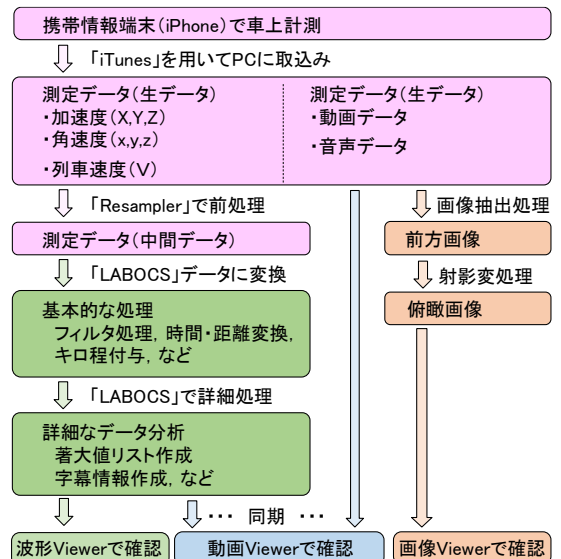 携帯情報端末(iPhone)で車上計測
「iTunes」を用いてPCに取込み
測定データ(生データ)
・加速度(X,Y,Z)
・角速度(x,y,z)
・列車速度(V)
測定データ(生データ)
・動画データ
・音声データ
「Resampler」で前処理
画像抽出処理
測定データ(中間データ)
前方画像
「LABOCS」データに変換
射影変処理
基本的な処理
フィルタ処理, 時間・距離変換,
キロ程付与, など
俯瞰画像
「LABOCS」で詳細処理
詳細なデータ分析
著大値リスト作成
字幕情報作成, など
・・・ 同期 ・・・
波形Viewerで確認
動画Viewerで確認
画像Viewerで確認